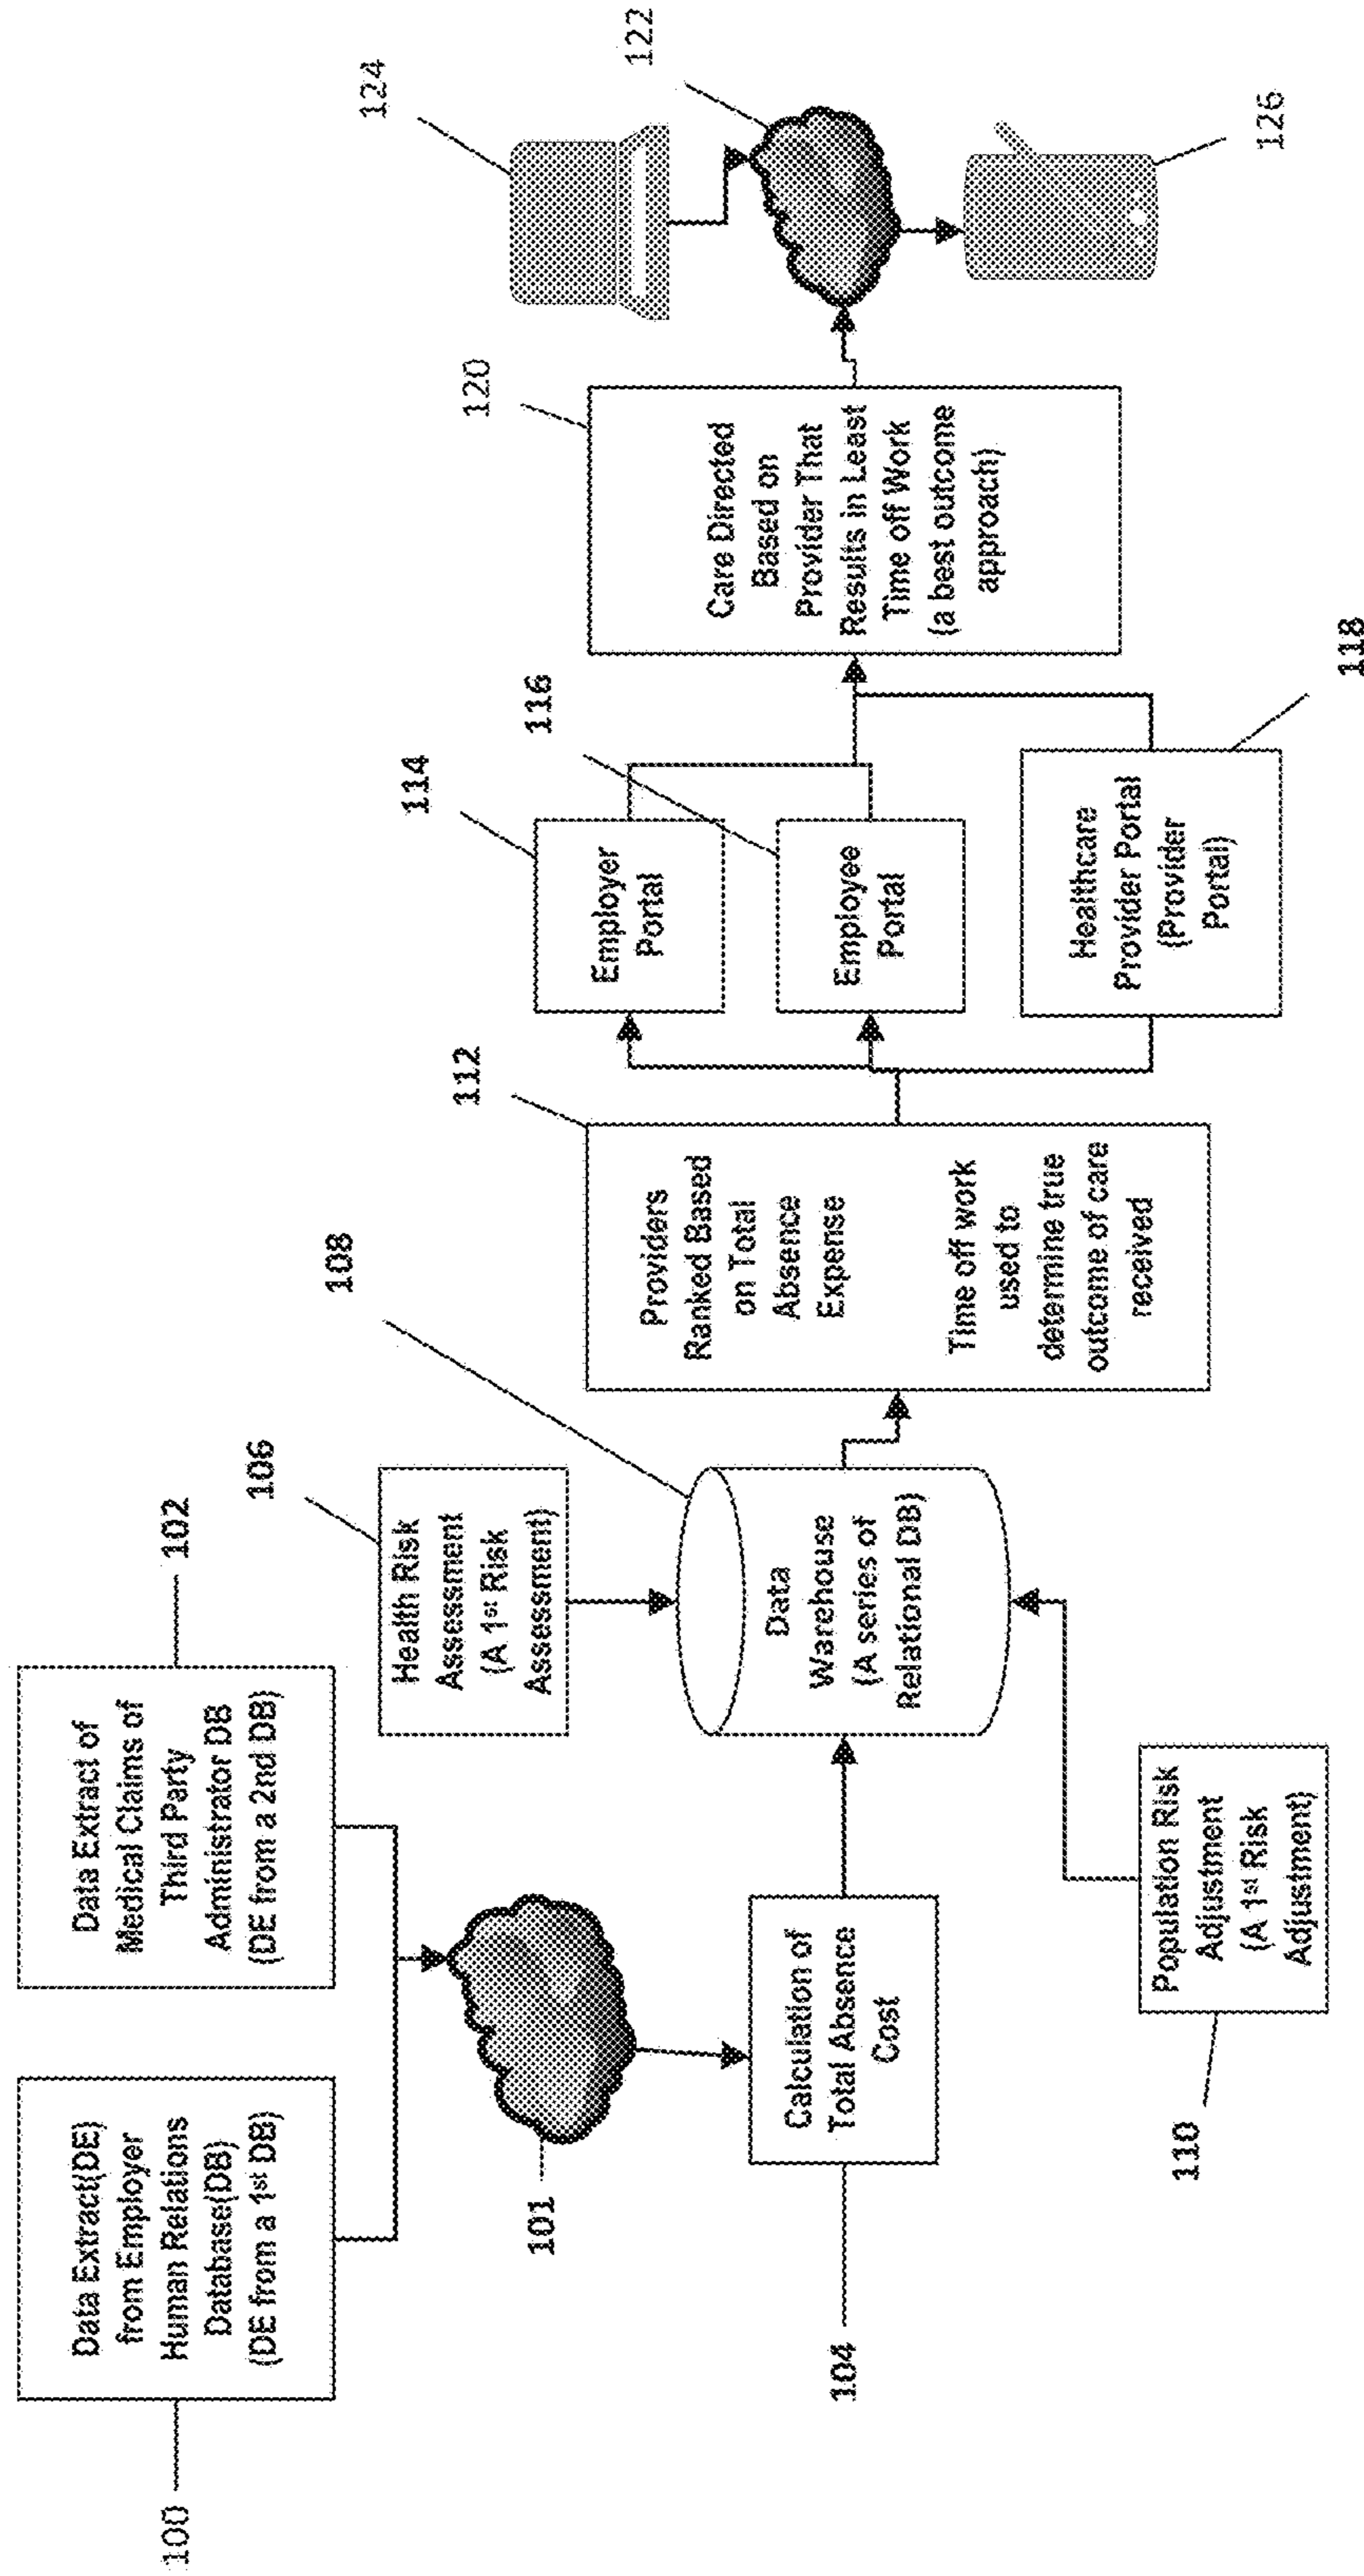 100
Data Extract(DE)
from Employer
Human Relations
Database(DB)
(DE from a 1st DB)
Data Extract of
Medical Claims of
Third Party
Administrator DB
(DE from a 2nd DB)
102
101
104
Calculation of
Total Absence
Cost
106
Health Risk
Assessment
(A 1st Risk
Assessment)
108
Data
Warehouse
(A series of
Relational DB)
110
Population Risk
Adjustment
(A 1st Risk
Adjustment)
112
Providers
Ranked Based
on Total
Absence
Expense
Time off work
used to
determine true
outcome of care
received
114
Employer
Portal
116
Employee
Portal
118
Healthcare
Provider Portal
(Provider
Portal)
120
Care Directed
Based on
Provider That
Results in Least
Time off Work
(a best outcome
approach)
124
122
126